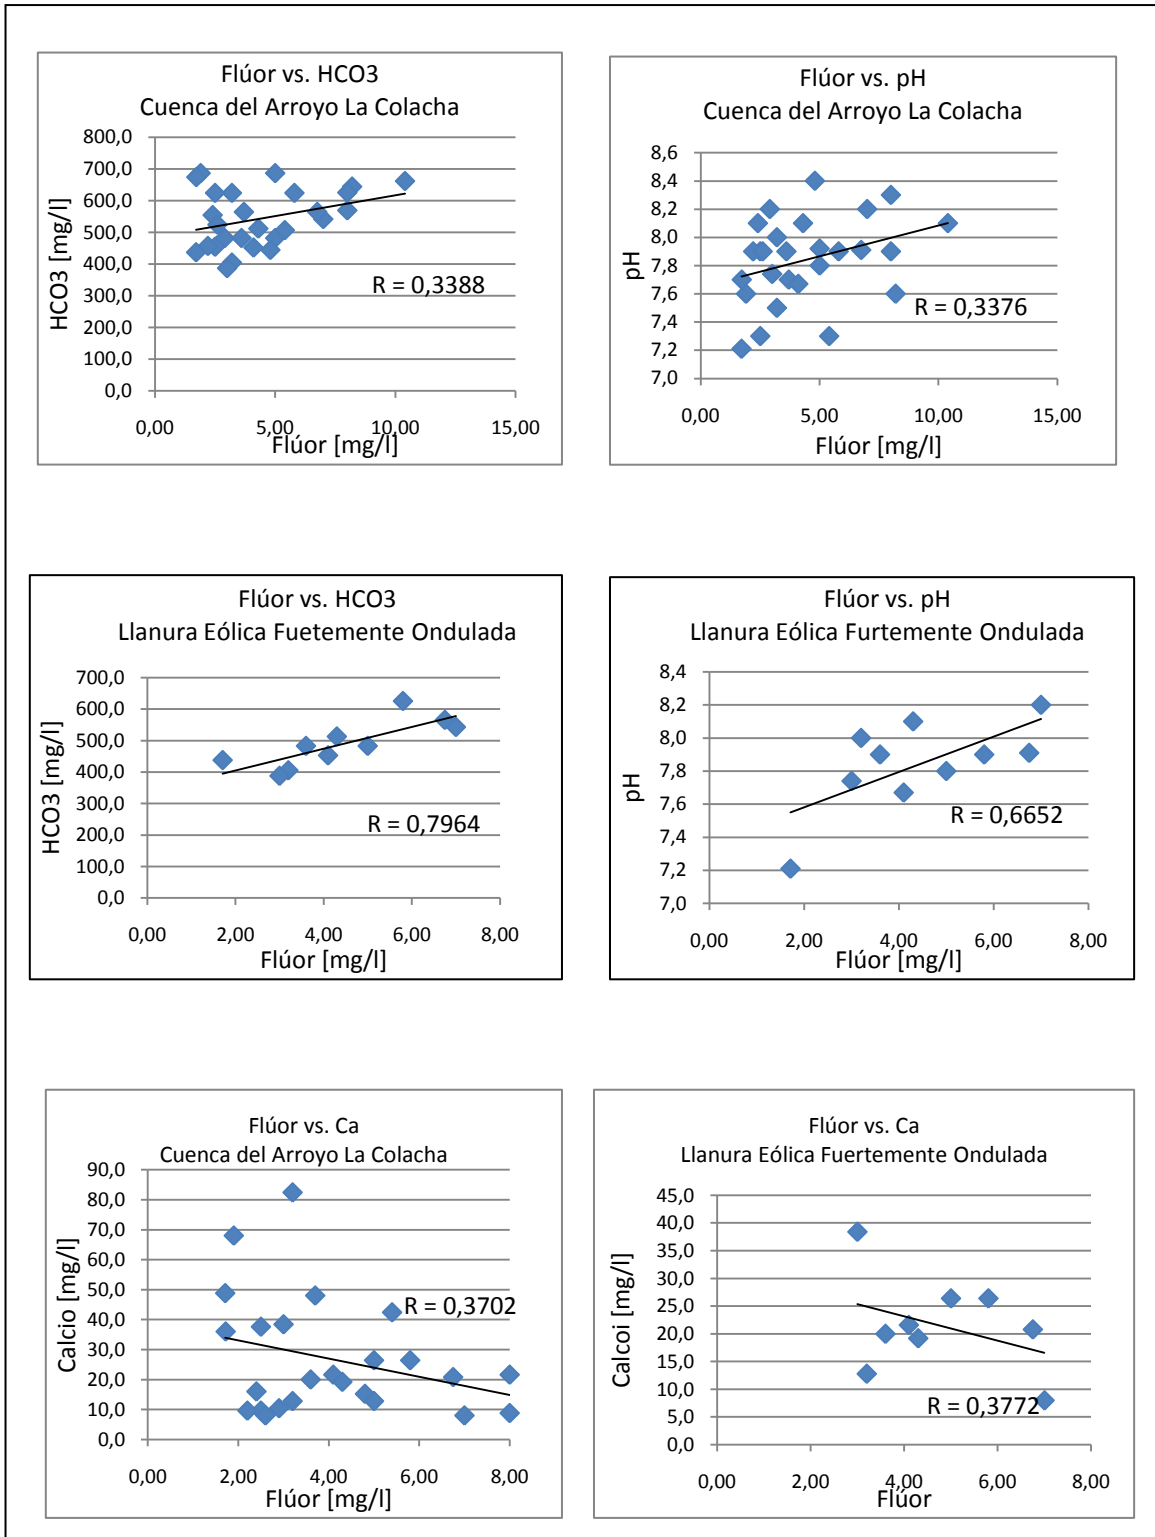 Flúor vs. HCO3
Cuenca del Arroyo La Colacha
800,0
700,0
600,0
500,0
400,0
300,0
200,0
100,0
0,0
HCO3 [mg/l]
R = 0,3388
0,00 5,00 10,00 15,00
Flúor [mg/l]
Flúor vs. pH
Cuenca del Arroyo La Colacha
8,6
8,4
8,2
8,0
7,8
7,6
7,4
7,2
7,0
pH
R = 0,3376
0,00 5,00 10,00 15,00
Flúor [mg/l]
Flúor vs. HCO3
Llanura Eólica Fuetemente Ondulada
700,0
600,0
500,0
400,0
300,0
200,0
100,0
0,0
HCO3 [mg/l]
R = 0,7964
0,00 2,00 4,00 6,00 8,00
Flúor [mg/l]
Flúor vs. pH
Llanura Eólica Furtemente Ondulada
8,4
8,2
8,0
7,8
7,6
7,4
7,2
7,0
pH
R = 0,6652
0,00 2,00 4,00 6,00 8,00
Flúor [mg/l]
Flúor vs. Ca
Cuenca del Arroyo La Colacha
90,0
80,0
70,0
60,0
50,0
40,0
30,0
20,0
10,0
0,0
Calcio [mg/l]
R = 0,3702
0,00 2,00 4,00 6,00 8,00
Flúor [mg/l]
Flúor vs. Ca
Llanura Eólica Fuertemente Ondulada
45,0
40,0
35,0
30,0
25,0
20,0
15,0
10,0
5,0
0,0
Calcoi [mg/l]
R = 0,3772
0,00 2,00 4,00 6,00 8,00
Flúor